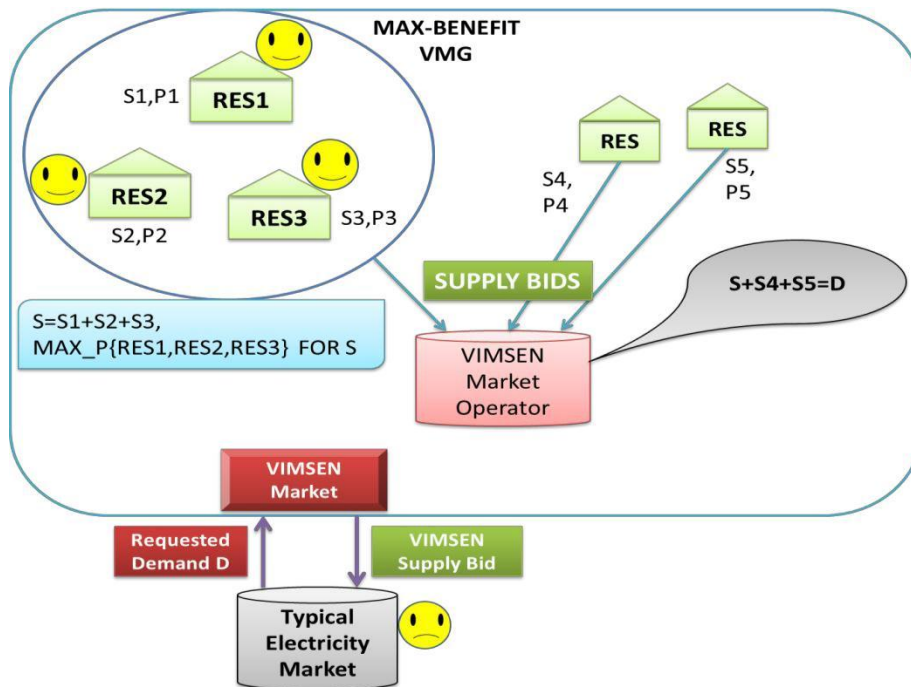 MAX-BENEFIT
VMG
S1,P1
RES1
RES2
S2,P2
RES3
S3,P3
RES
S4,
P4
RES
S5,
P5
SUPPLY BIDS
S+S4+S5=D
S=S1+S2+S3,
MAX_P{RES1,RES2,RES3} FOR S
VIMSEN
Market
Operator
VIMSEN
Market
Requested
Demand D
VIMSEN
Supply Bid
Typical
Electricity
Market